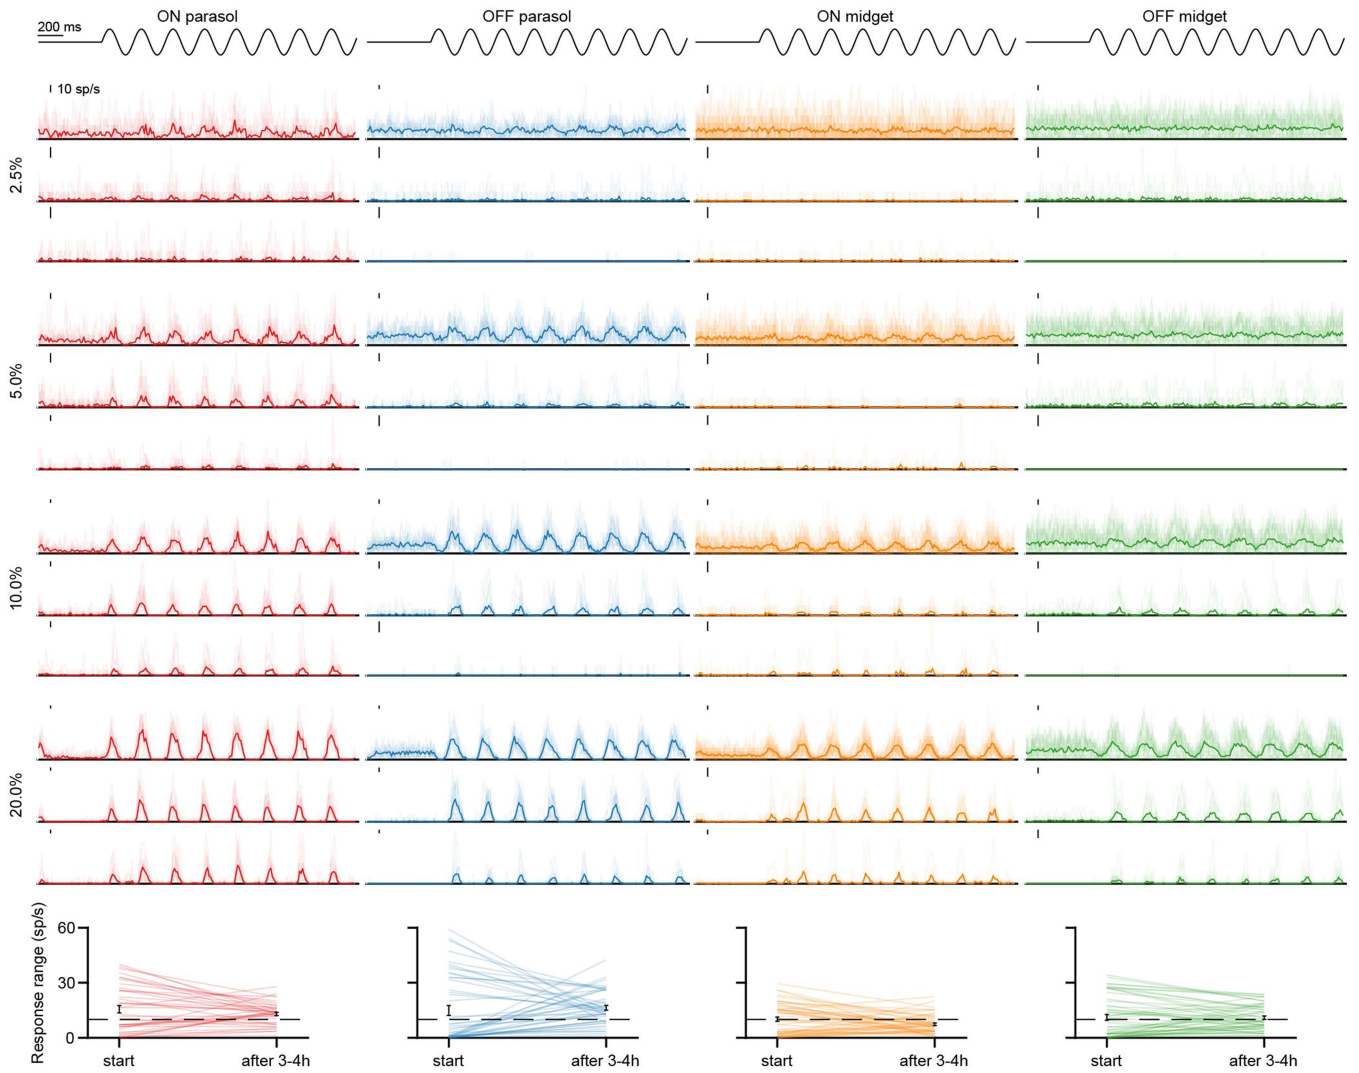 ON parasol OFF parasol ON midget OFF midget
200 ms
10 sp/s
2.5%
5.0%
10.0%
20.0%
Response range (sp/s)
60
30
0
start after 3-4h start after 3-4h start after 3-4h start after 3-4h